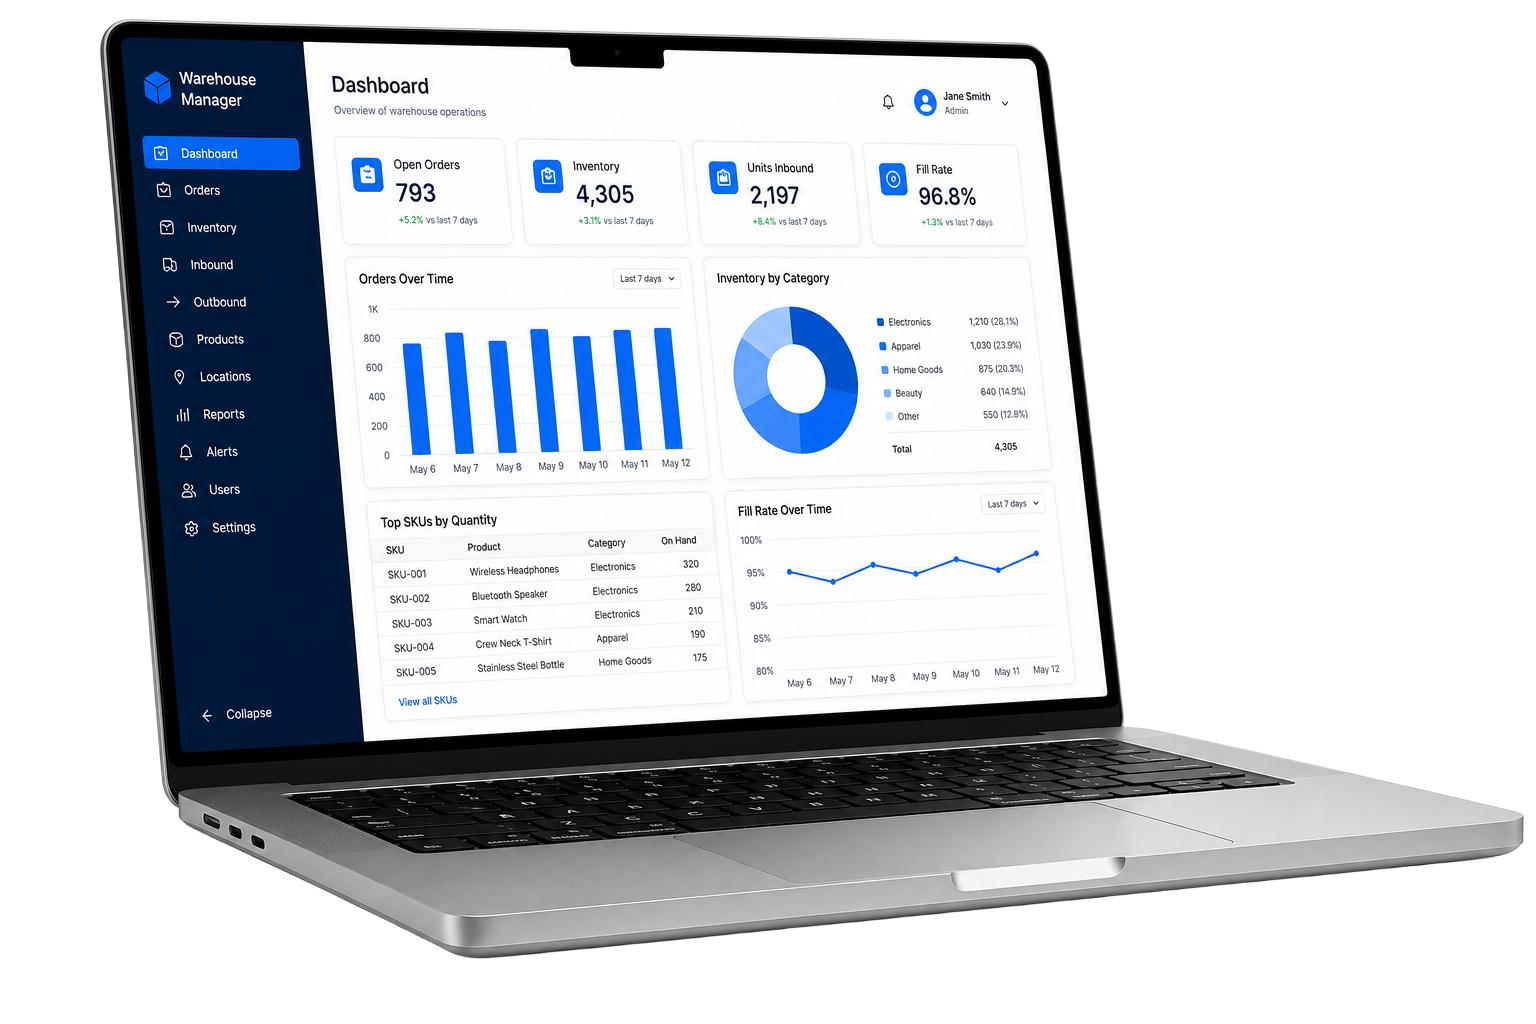 Warehouse
Manager
Dashboard
Orders
Inventory
Inbound
Outbound
Products
Locations
Reports
Alerts
Users
Settings
Collapse
Dashboard
Overview of warehouse operations
Jane Smith
Admin
Open Orders
793
+5.2% vs last 7 days
Inventory
4,305
+3.1% vs last 7 days
Units Inbound
2,197
+8.4% vs last 7 days
Fill Rate
96.8%
+1.3% vs last 7 days
Orders Over Time
Last 7 days
1K
800
600
400
200
0
May 6 May 7 May 8 May 9 May 10 May 11 May 12
Inventory by Category
Electronics 1,210 (28.1%)
Apparel 1,030 (23.9%)
Home Goods 875 (20.3%)
Beauty 640 (14.9%)
Other 550 (12.8%)
Total 4,305
Top SKUs by Quantity
SKU Product Category On Hand
SKU-001 Wireless Headphones Electronics 320
SKU-002 Bluetooth Speaker Electronics 280
SKU-003 Smart Watch Electronics 210
SKU-004 Crew Neck T-Shirt Apparel 190
SKU-005 Stainless Steel Bottle Home Goods 175
View all SKUs
Fill Rate Over Time
Last 7 days
100%
95%
90%
85%
80%
May 6 May 7 May 8 May 9 May 10 May 11 May 12